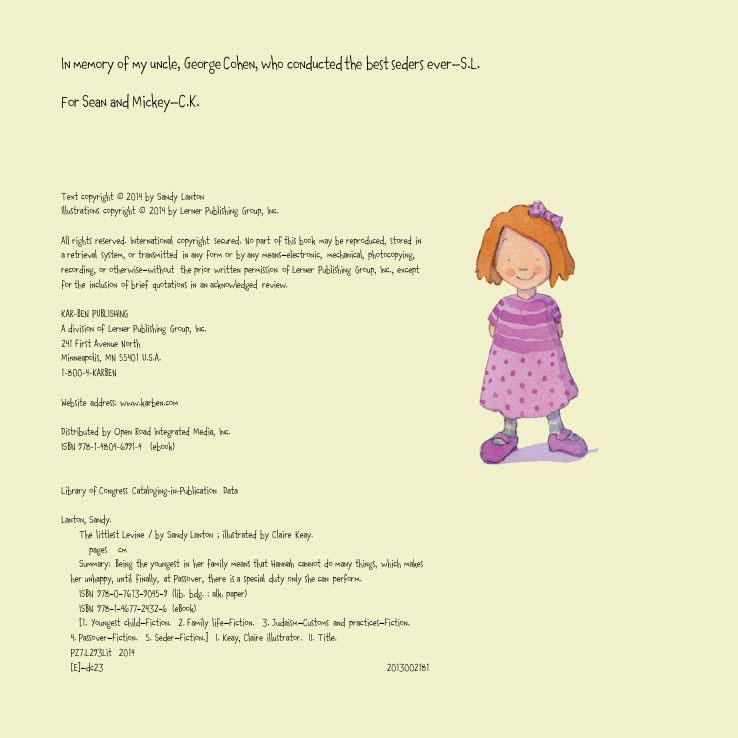 In memory of my uncle, George Cohen, who conducted the best seders ever—S.L.
For Sean and Mickey—C.K.
Text copyright © 2014 by Sandy Lanton
Illustrations copyright © 2014 by Lerner Publishing Group, Inc.
All rights reserved. International copyright secured. No part of this book may be reproduced, stored in
a retrieval system, or transmitted in any form or by any means—electronic, mechanical, photocopying,
recording, or otherwise—without the prior written permission of Lerner Publishing Group, Inc., except
for the inclusion of brief quotations in an acknowledged review.
KAR-BEN PUBLISHING
A division of Lerner Publishing Group, Inc.
241 First Avenue North
Minneapolis, MN 55401 U.S.A.
1-800-4-KARBEN
Website address: www.karben.com
Distributed by Open Road Integrated Media, Inc.
ISBN 978-1-4804-6991-4 (ebook)
Library of Congress Cataloging-in-Publication Data
Lanton, Sandy.
The littlest Levine / by Sandy Lanton ; illustrated by Claire Keay.
pages cm
Summary: Being the youngest in her family means that Hannah cannot do many things, which makes
her unhappy, until finally, at Passover, there is a special duty only she can perform.
ISBN 978-0-7613-9045-9 (lib. bdg. : alk. paper)
ISBN 978-1-4677-2432-6 (eBook)
[1. Youngest child—Fiction. 2. Family life—Fiction. 3. Judaism—Customs and practices—Fiction.
4. Passover—Fiction. 5. Seder—Fiction.] I. Keay, Claire illustrator. II. Title.
PZ7.L293Lit 2014
[E]—dc23 2013002181